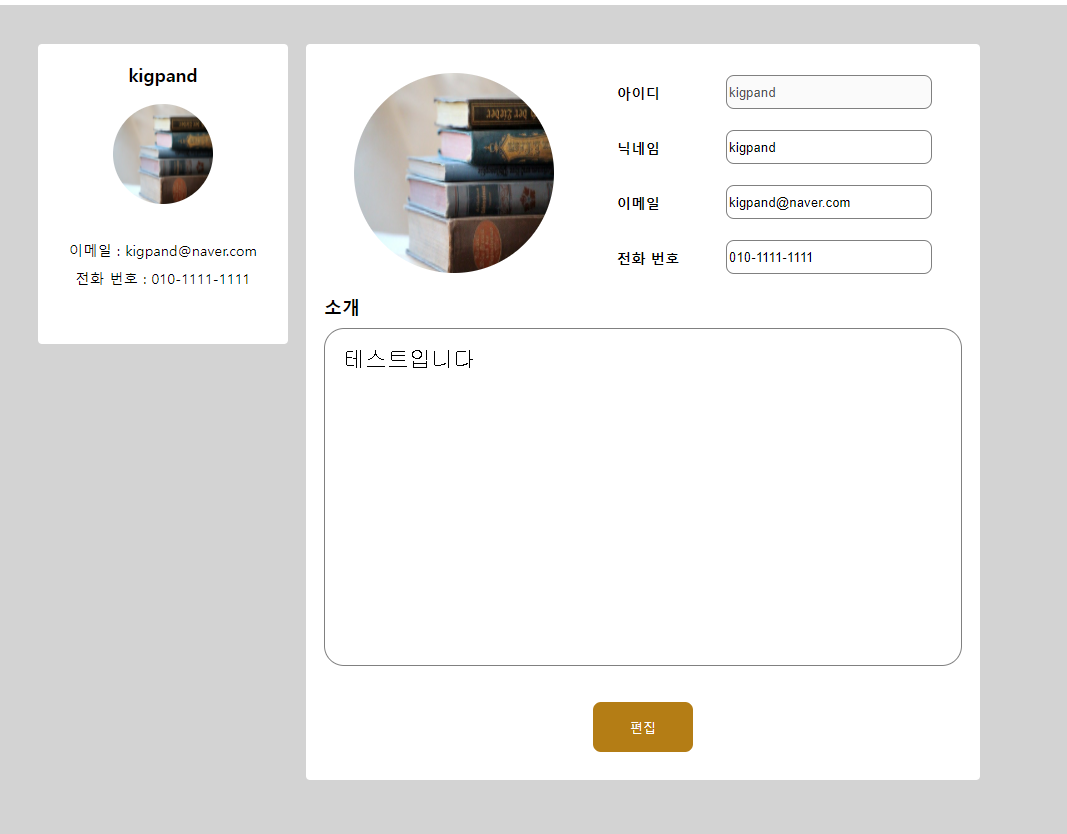 kigpand
이메일 : kigpand@naver.com
전화 번호 : 010-1111-1111
아이디 kigpand
닉네임 kigpand
이메일 kigpand@naver.com
전화 번호 010-1111-1111
소개
테스트입니다
편집